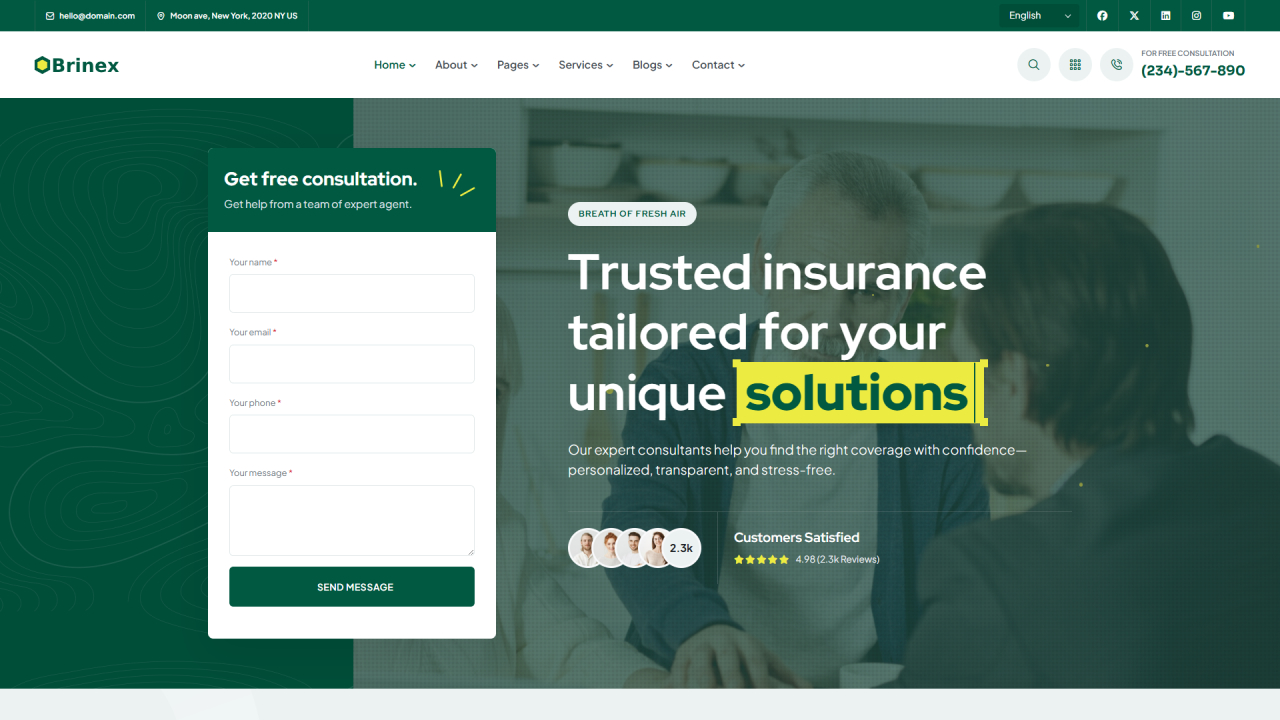 hello@domain.com
Moon ave, New York, 2020 NY US
English
Brinex
Home
About
Pages
Services
Blogs
Contact
FOR FREE CONSULTATION
(234)-567-890
Get free consultation.
Get help from a team of expert agent.
Your name *
Your email *
Your phone *
Your message *
SEND MESSAGE
BREATH OF FRESH AIR
Trusted insurance
tailored for your
unique solutions
Our expert consultants help you find the right coverage with confidence—
personalized, transparent, and stress-free.
2.3k
Customers Satisfied
4.98 (2.3k Reviews)